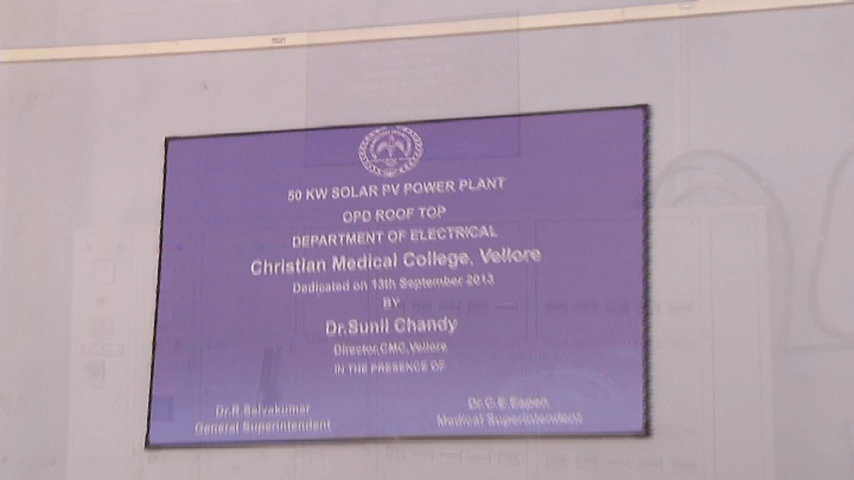 50 KW SOLAR PV POWER PLANT
OPD ROOF TOP
DEPARTMENT OF ELECTRICAL
Christian Medical College, Vellore
Dedicated on 13th September 2013
BY
Dr.Sunil Chandy
Director,CMC,Vellore
IN THE PRESENCE OF
Dr.R.Selvakumar
General Superintendent
Dr.C.E.Eapen
Medical Superintendent